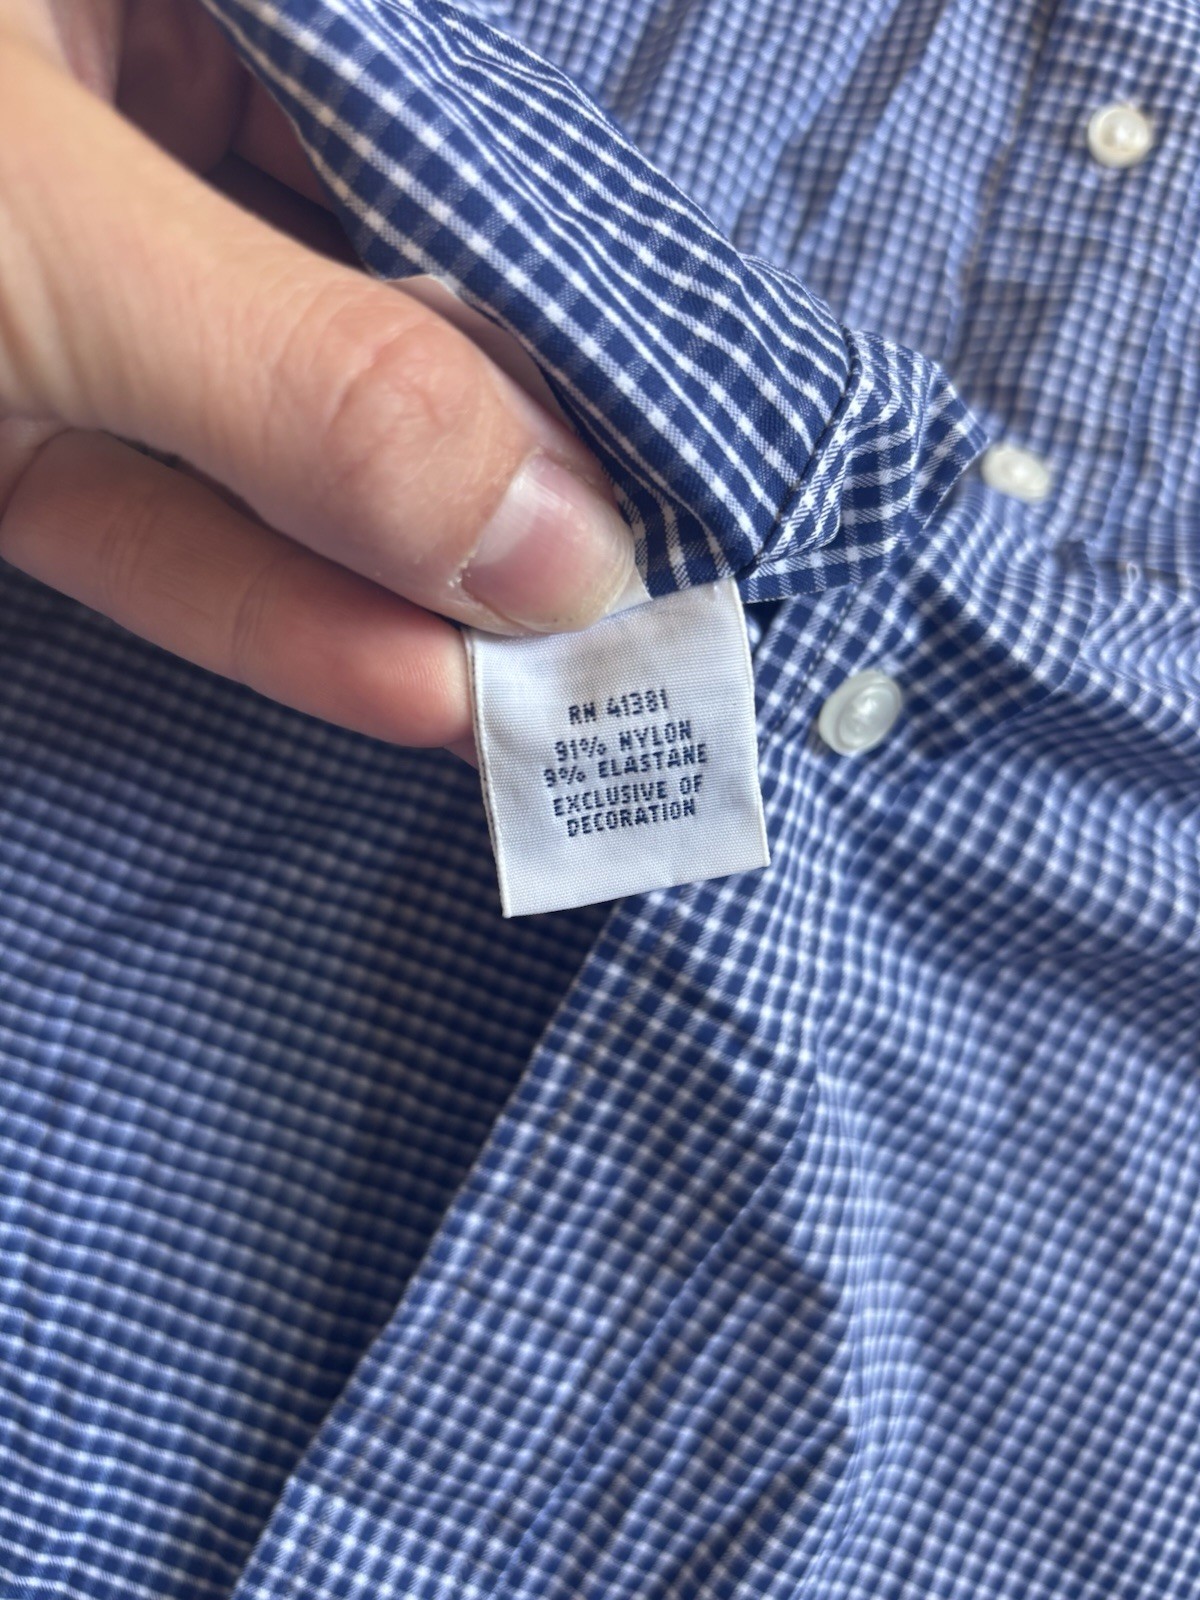 RN 41381
91% NYLON
9% ELASTANE
EXCLUSIVE OF
DECORATION